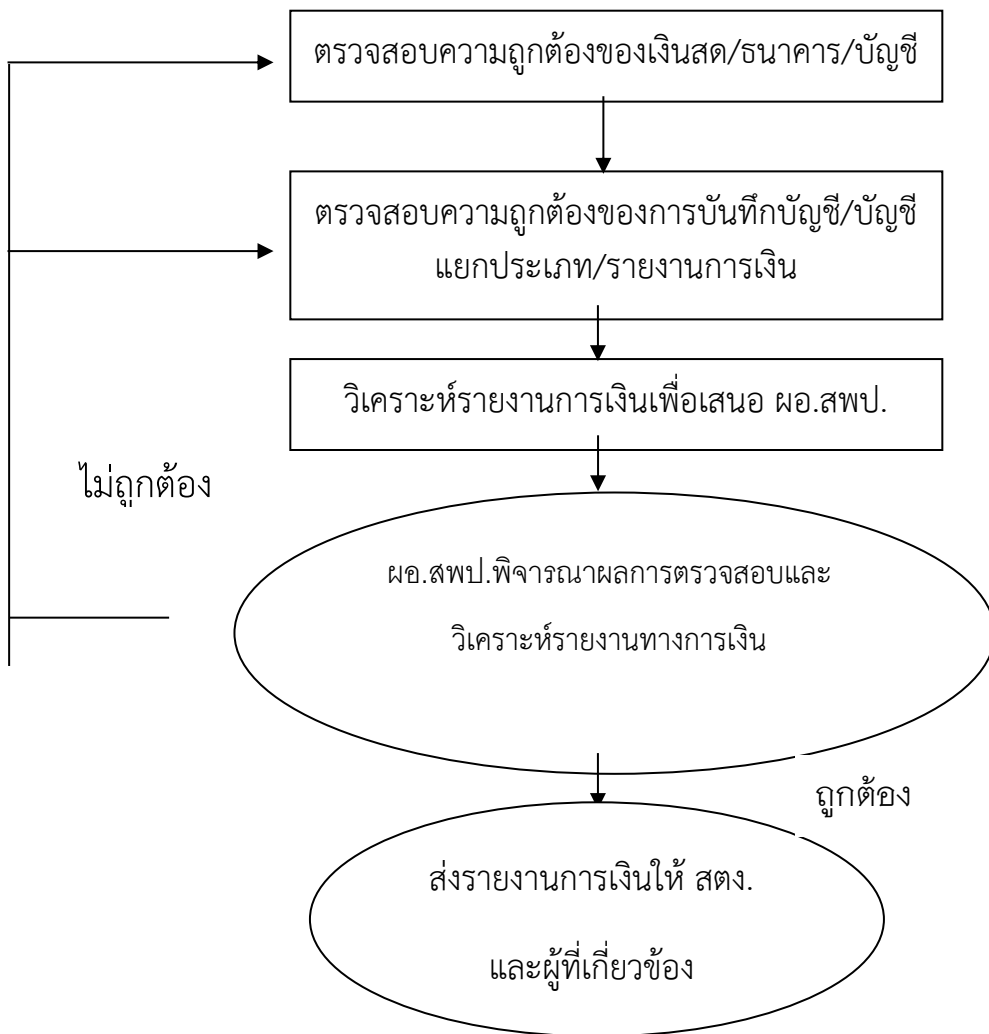 ตรวจสอบความถูกต้องของเงินสด/ธนาคาร/บัญชี
ตรวจสอบความถูกต้องของการบันทึกบัญชี/บัญชี
แยกประเภท/รายงานการเงิน
วิเคราะห์รายงานการเงินเพื่อเสนอ ผอ.สพป.
ไม่ถูกต้อง
ผอ.สพป.พิจารณาผลการตรวจสอบและ
วิเคราะห์รายงานทางการเงิน
ถูกต้อง
ส่งรายงานการเงินให้ สตง.
และผู้ที่เกี่ยวข้อง